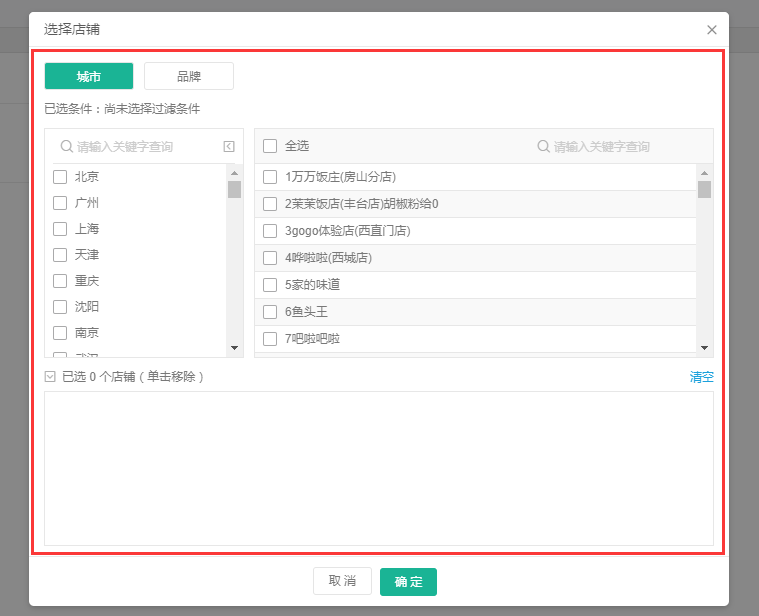 选择店铺
城市
品牌
已选条件：尚未选择过滤条件
请输入关键字查询
全选
请输入关键字查询
北京
广州
上海
天津
重庆
沈阳
南京
武汉
1万万饭庄(房山分店)
2茉茉饭店(丰台店)胡椒粉给0
3gogo体验店(西直门店)
4哗啦啦(西城店)
5家的味道
6鱼头王
7吧啦吧啦
已选 0 个店铺（单击移除）
清空
取 消
确 定